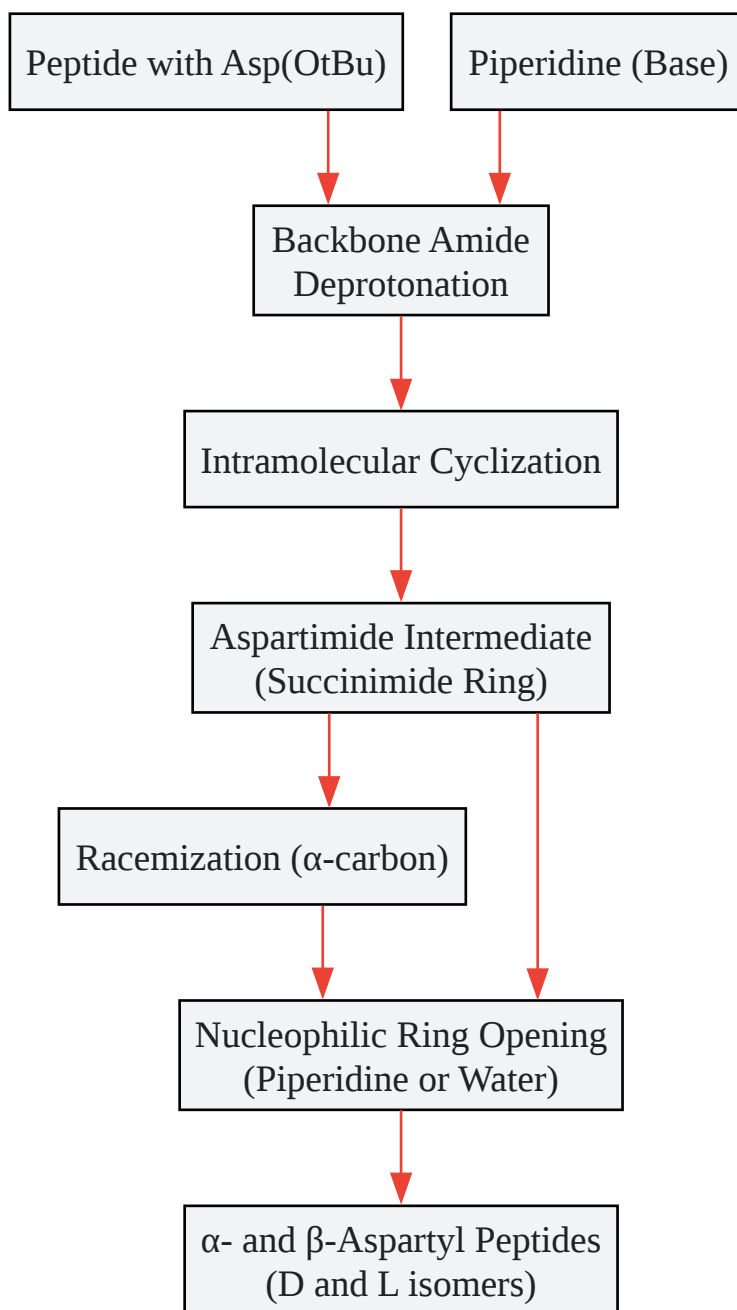 Peptide with Asp(OtBu)
Piperidine (Base)
Backbone Amide
Deprotonation
Intramolecular Cyclization
Aspartimide Intermediate
(Succinimide Ring)
Racemization (α-carbon)
Nucleophilic Ring Opening
(Piperidine or Water)
α- and β-Aspartyl Peptides
(D and L isomers)